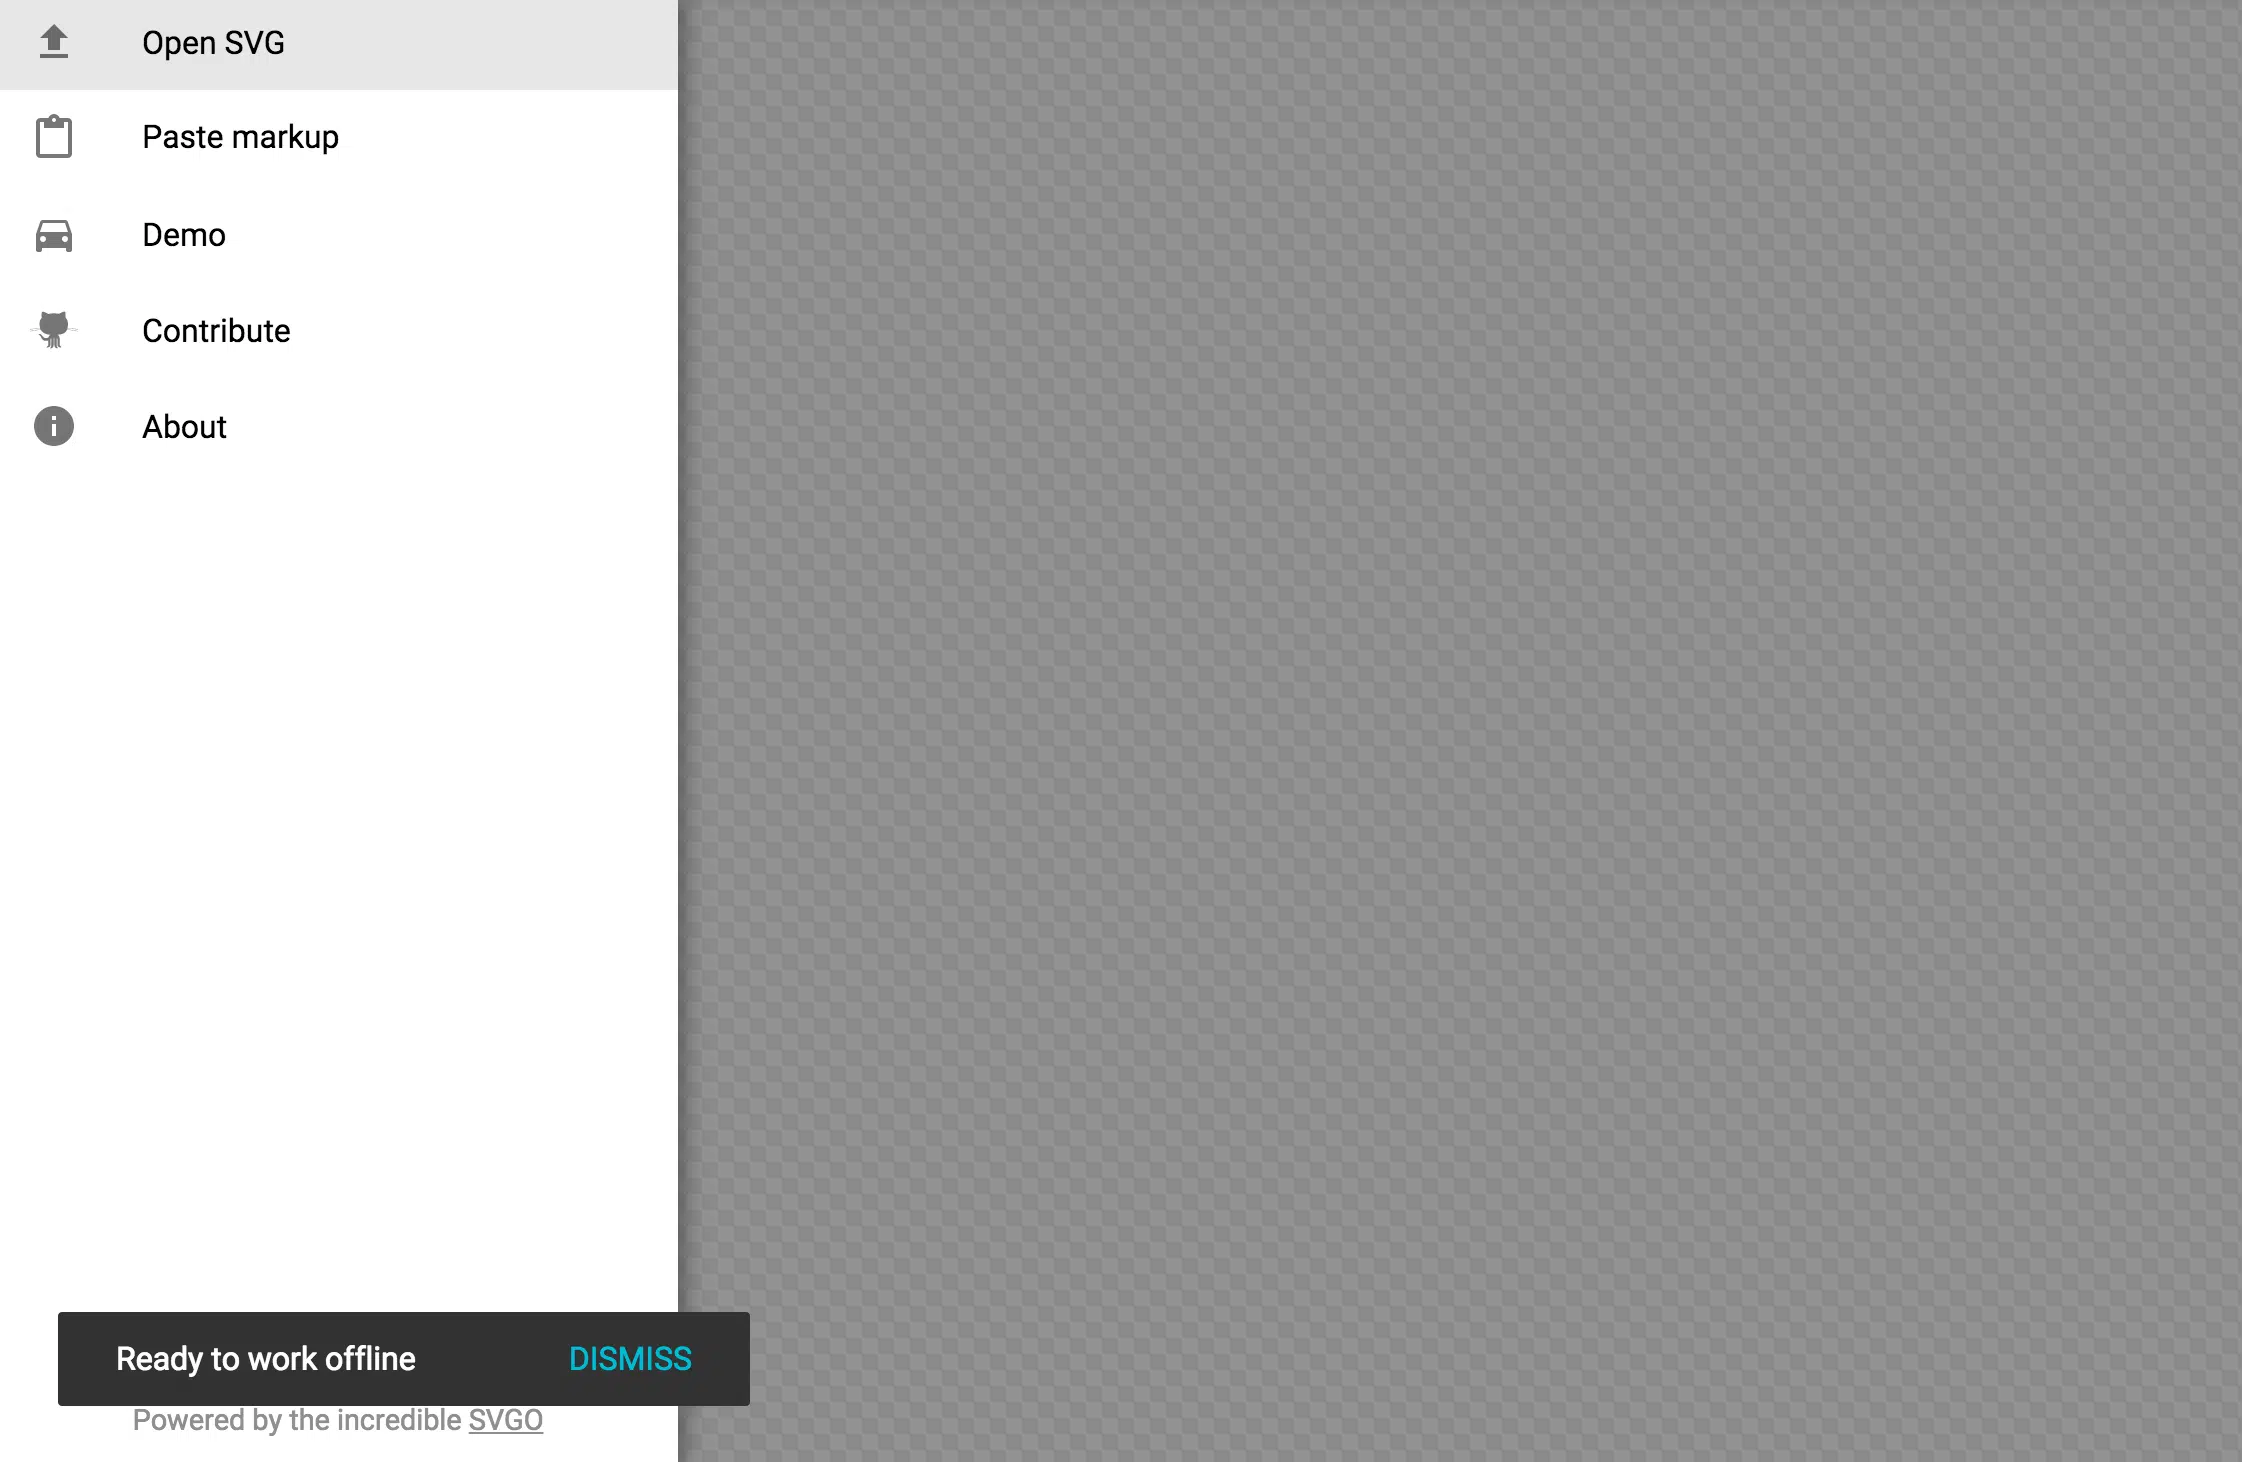 Open SVG
Paste markup
Demo
Contribute
About
Ready to work offline DISMISS
Powered by the incredible SVGO